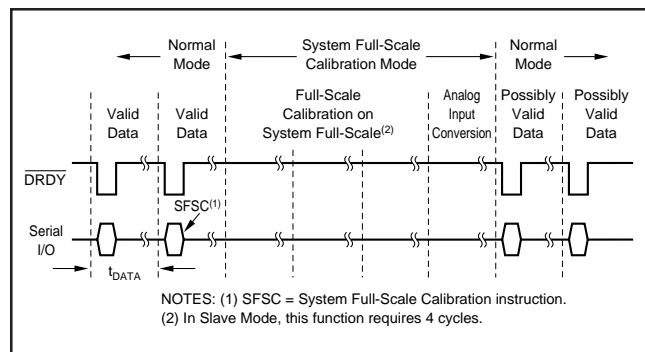 Normal
Mode
System Full-Scale
Calibration Mode
Normal
Mode
Valid
Data
Valid
Data
Full-Scale
Calibration on
System Full-Scale(2)
Analog
Input
Conversion
Possibly
Valid
Data
Possibly
Valid
Data
DRDY
SFSC(1)
Serial
I/O
tDATA
NOTES: (1) SFSC = System Full-Scale Calibration instruction.
(2) In Slave Mode, this function requires 4 cycles.